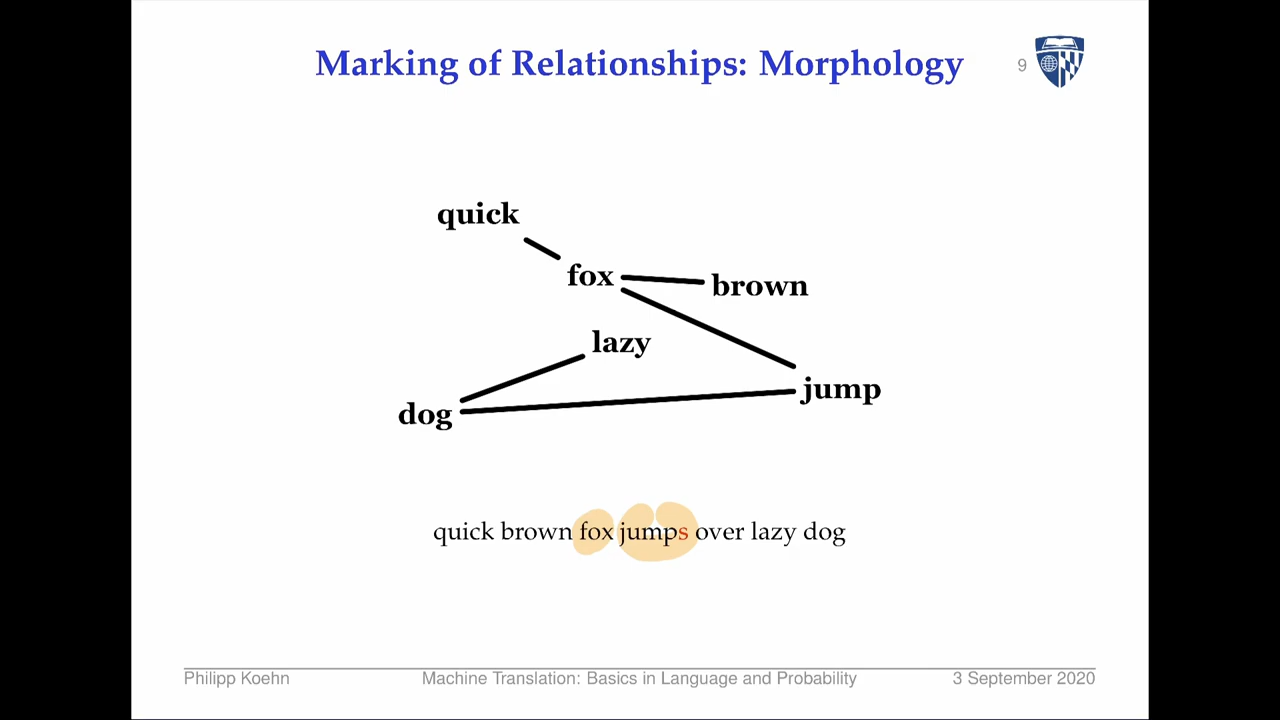 Marking of Relationships: Morphology
9
quick
fox
brown
lazy
jump
dog
quick brown fox jumps over lazy dog
Philipp Koehn
Machine Translation: Basics in Language and Probability
3 September 2020